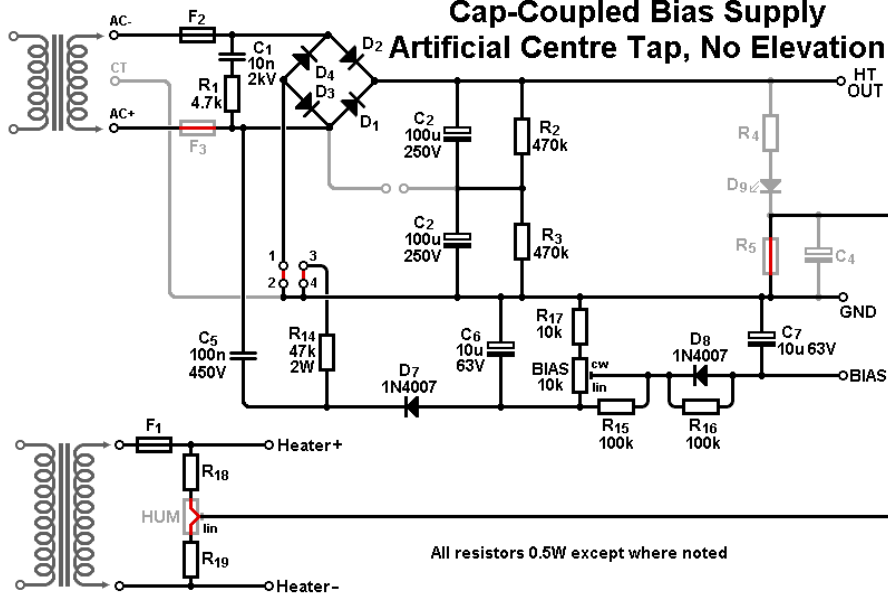 Cap-Coupled Bias Supply
Artificial Centre Tap, No Elevation
AC-
F2
CT
AC+
F3
C1
10n
2kV
R1
4.7k
D2
D4
D3
D1
C2
100u
250V
R2
470k
HT
OUT
R4
D9
C2
100u
250V
R3
470k
R5
C4
1
3
2
4
GND
C5
100n
450V
R14
47k
2W
C6
10u
63V
R17
10k
BIAS
10k
cw
lin
D7
1N4007
D8
1N4007
C7
10u 63V
BIAS
R15
100k
R16
100k
F1
Heater+
R18
HUM
lin
R19
Heater-
All resistors 0.5W except where noted